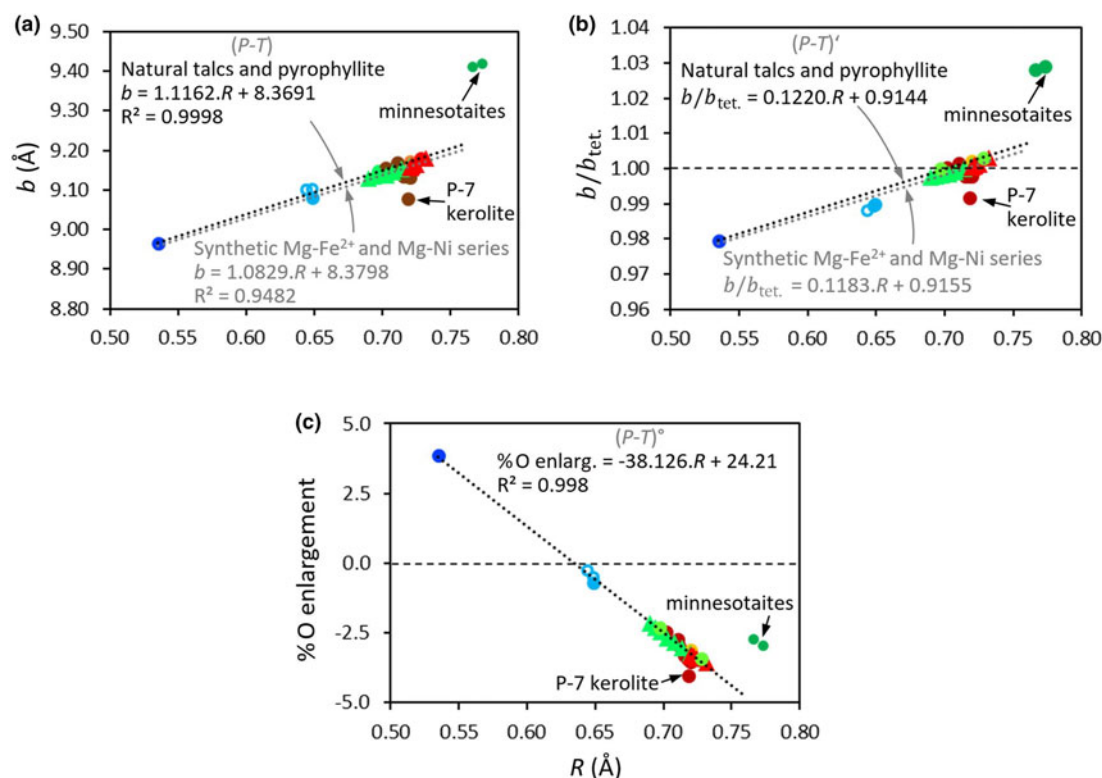 (a)
9.50
9.40
9.30
9.20
9.10
9.00
8.90
8.80
b (Å)
(P-T)
Natural talcs and pyrophyllite
b = 1.1162.R + 8.3691
R² = 0.9998
minnesotaites
P-7
kerolite
Synthetic Mg-Fe²⁺ and Mg-Ni series
b = 1.0829.R + 8.3798
R² = 0.9482
0.50 0.55 0.60 0.65 0.70 0.75 0.80
(b)
1.04
1.03
1.02
1.01
1.00
0.99
0.98
0.97
0.96
b/b_tet.
(P-T)‘
Natural talcs and pyrophyllite
b/b_tet. = 0.1220.R + 0.9144
minnesotaites
P-7
kerolite
Synthetic Mg-Fe²⁺ and Mg-Ni series
b/b_tet. = 0.1183.R + 0.9155
0.50 0.55 0.60 0.65 0.70 0.75 0.80
(c)
5.0
2.5
0.0
-2.5
-5.0
%O enlargement
(P-T)°
%O enlarg. = -38.126.R + 24.21
R² = 0.998
minnesotaites
P-7 kerolite
0.50 0.55 0.60 0.65 0.70 0.75 0.80
R (Å)